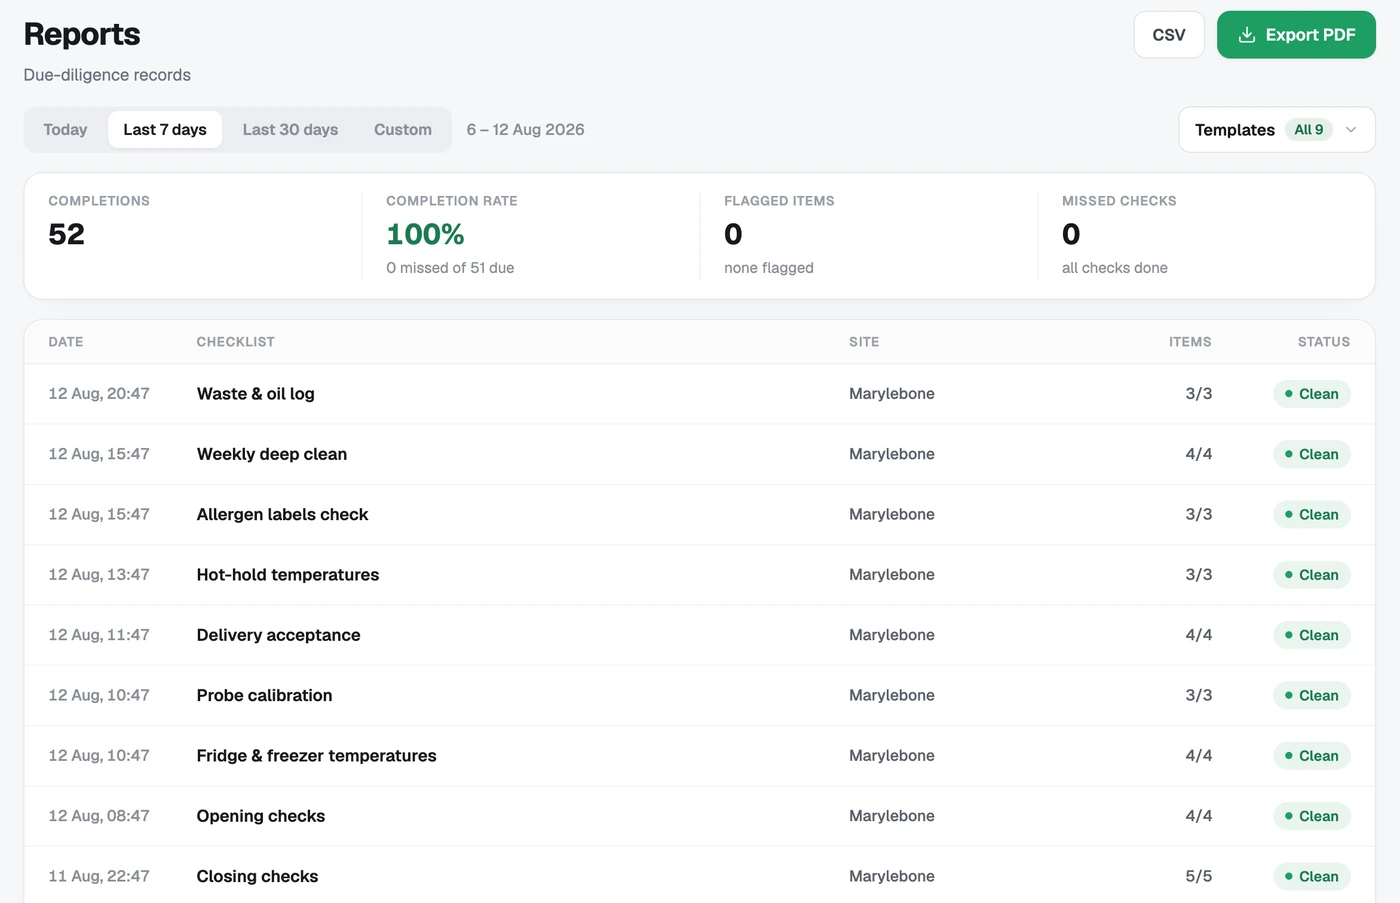 Reports
CSV
Export PDF
Due-diligence records
Today Last 7 days Last 30 days Custom 6 – 12 Aug 2026
Templates All 9
COMPLETIONS COMPLETION RATE FLAGGED ITEMS MISSED CHECKS
52 100% 0 0
0 missed of 51 due none flagged all checks done
DATE CHECKLIST SITE ITEMS STATUS
12 Aug, 20:47 Waste & oil log Marylebone 3/3 Clean
12 Aug, 15:47 Weekly deep clean Marylebone 4/4 Clean
12 Aug, 15:47 Allergen labels check Marylebone 3/3 Clean
12 Aug, 13:47 Hot-hold temperatures Marylebone 3/3 Clean
12 Aug, 11:47 Delivery acceptance Marylebone 4/4 Clean
12 Aug, 10:47 Probe calibration Marylebone 3/3 Clean
12 Aug, 10:47 Fridge & freezer temperatures Marylebone 4/4 Clean
12 Aug, 08:47 Opening checks Marylebone 4/4 Clean
11 Aug, 22:47 Closing checks Marylebone 5/5 Clean